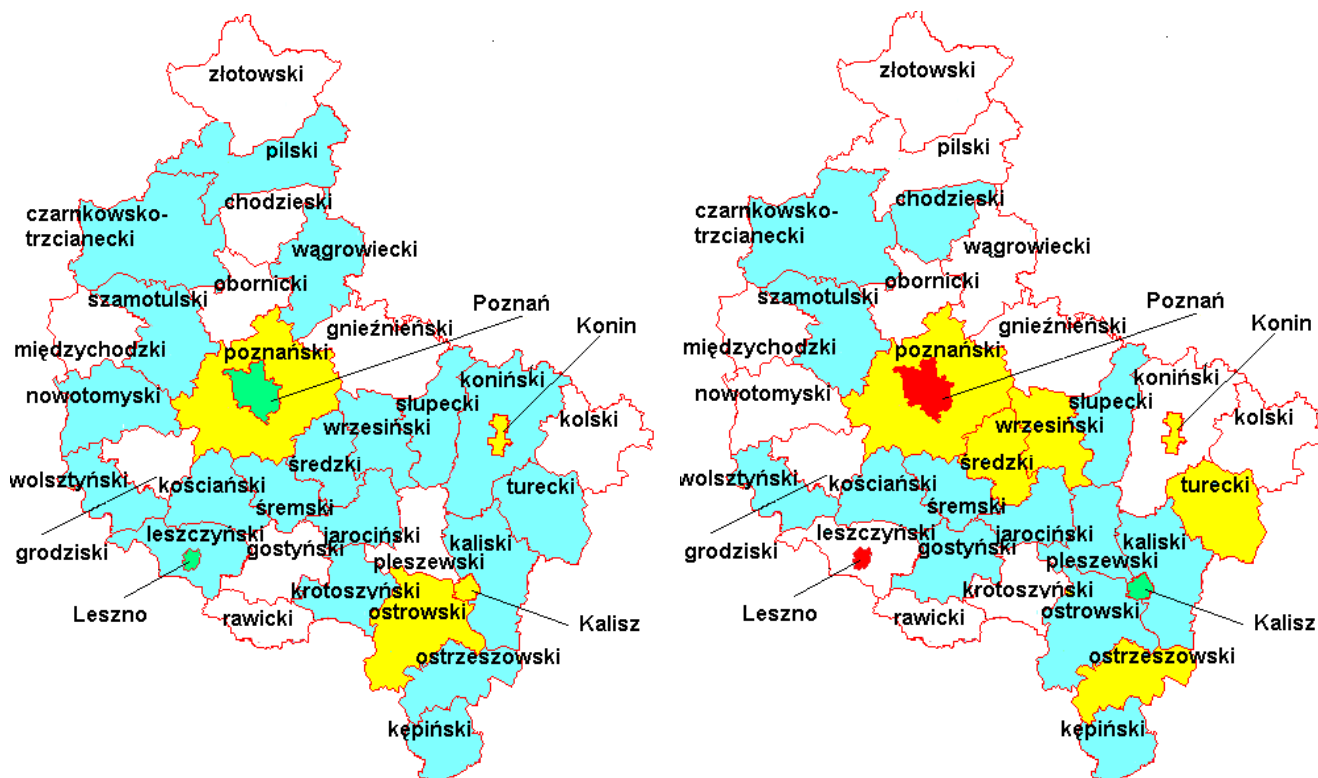 złotowski
pilski
chodzieski
czarnkowsko-
trzcianecki
wągrowiecki
obornicki
szamotulski
Poznań
gnieźnieński
Konin
międzychodzki
poznański
koniński
nowotomyski
słupecki
kolski
wrzesiński
średzki
wolsztyński
kościański
turecki
śremski
leszczyński
jarociński
gostyński
kaliski
grodziski
pleszewski
krotoszyński
Leszno
rawicki
ostrowski
Kalisz
ostrzeszowski
kępiński
złotowski
pilski
chodzieski
czarnkowsko-
trzcianecki
wągrowiecki
obornicki
szamotulski
Poznań
gnieźnieński
Konin
międzychodzki
poznański
koniński
nowotomyski
słupecki
kolski
wrzesiński
średzki
wolsztyński
kościański
turecki
śremski
leszczyński
jarociński
gostyński
kaliski
grodziski
pleszewski
krotoszyński
Leszno
rawicki
ostrowski
Kalisz
ostrzeszowski
kępiński